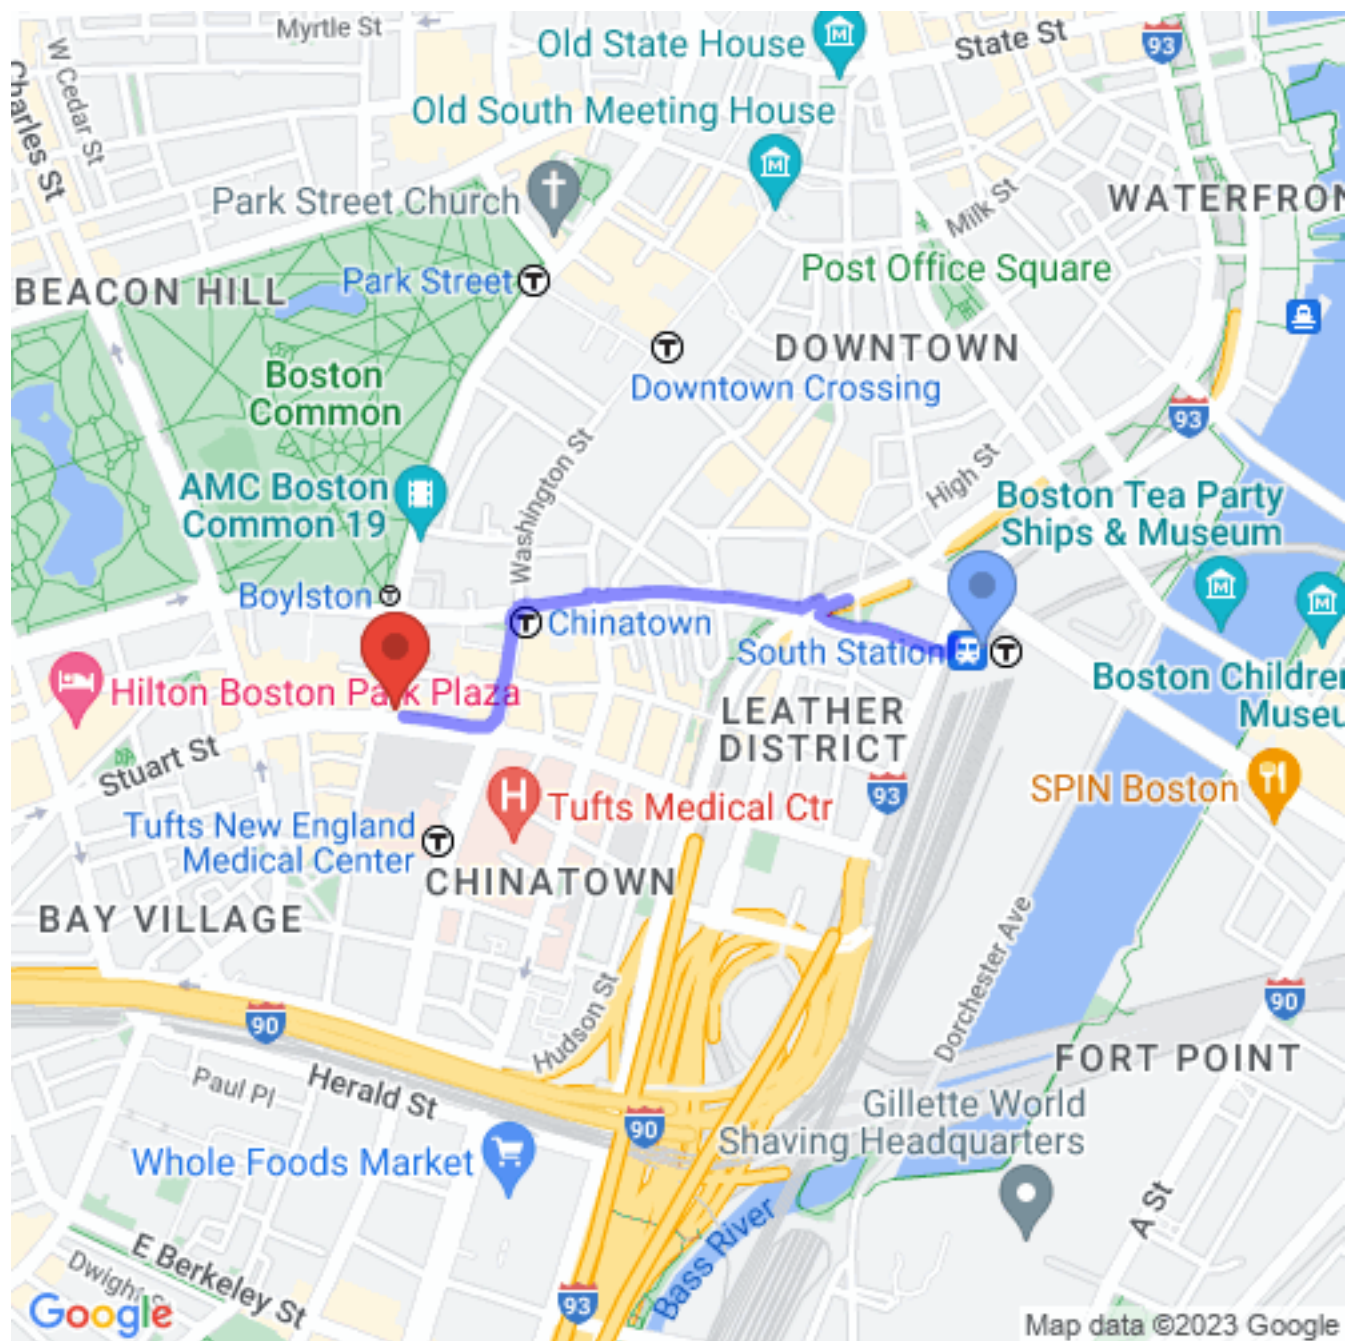 Myrtle St
Old State House
State St
93
W Cedar St
Charles St
Old South Meeting House
Park Street Church
Milk St
WATERFRON
Park Street
Post Office Square
BEACON HILL
DOWNTOWN
Boston
Common
Downtown Crossing
93
Washington St
High St
AMC Boston
Common 19
Boston Tea Party
Ships & Museum
Boylston
Chinatown
South Station
Hilton Boston Park Plaza
Boston Childre
Museu
LEATHER
DISTRICT
Stuart St
93
SPIN Boston
Tufts Medical Ctr
Tufts New England
Medical Center
CHINATOWN
BAY VILLAGE
Dorchester Ave
90
90
Hudson St
FORT POINT
Paul Pl
Herald St
Gillette World
Shaving Headquarters
90
Whole Foods Market
A St
E Berkeley St
Dwight St
Bass River
93
Google
Map data ©2023 Google